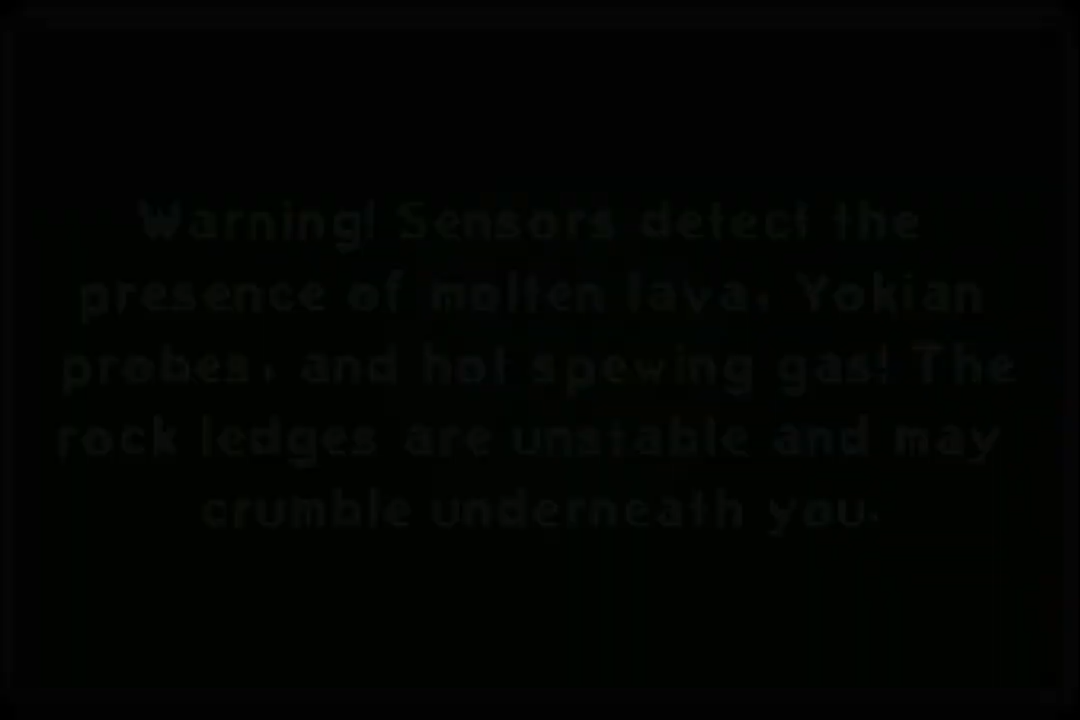 Warning! Sensors detect the
presence of molten lava, Yokian
probes, and hot spewing gas! The
rock ledges are unstable and may
crumble underneath you.